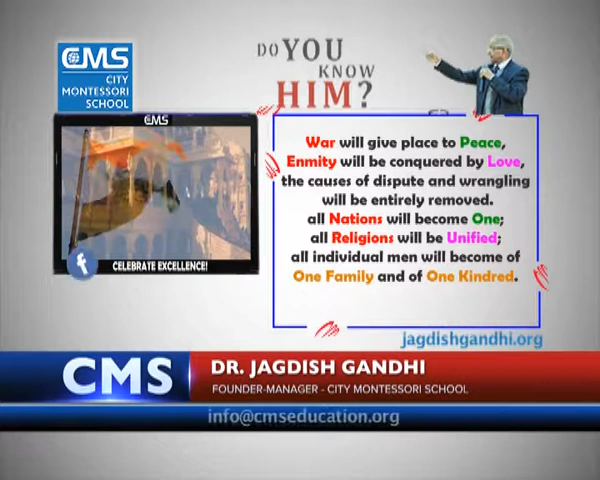 CMS
CITY
MONTESSORI
SCHOOL
DO YOU
KNOW
HIM?
CMS
f
CELEBRATE EXCELLENCE!
War will give place to Peace,
Enmity will be conquered by Love,
the causes of dispute and wrangling
will be entirely removed.
all Nations will become One;
all Religions will be Unified;
all individual men will become of
One Family and of One Kindred.
jagdishgandhi.org
CMS
DR. JAGDISH GANDHI
FOUNDER-MANAGER - CITY MONTESSORI SCHOOL
info@cmseducation.org